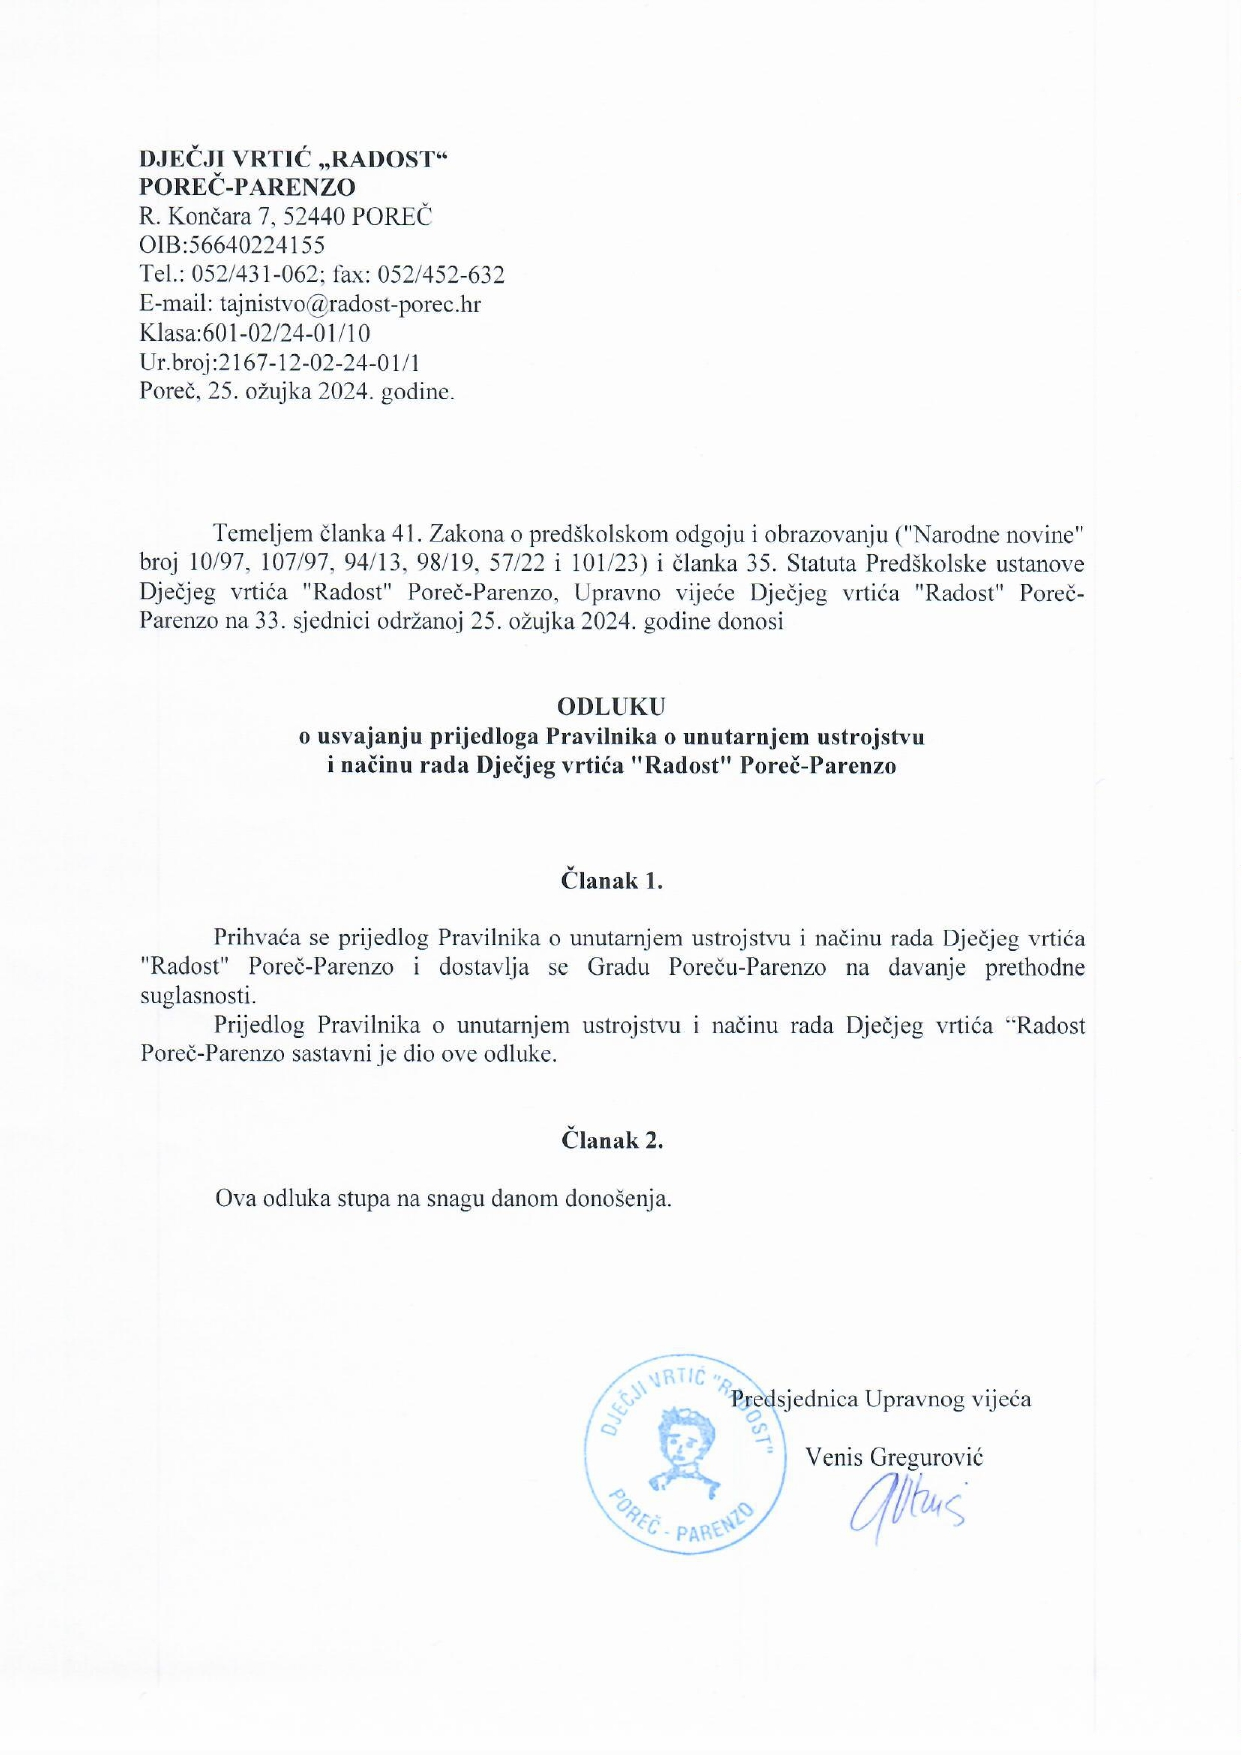 DJEČJI VRTIĆ „RADOST“
POREČ-PARENZO
R. Končara 7, 52440 POREČ
OIB:56640224155
Tel.: 052/431-062; fax: 052/452-632
E-mail: tajnistvo@radost-porec.hr
Klasa:601-02/24-01/10
Ur.broj:2167-12-02-24-01/1
Poreč, 25. ožujka 2024. godine.
Temeljem članka 41. Zakona o predškolskom odgoju i obrazovanju ("Narodne novine"
broj 10/97, 107/97, 94/13, 98/19, 57/22 i 101/23) i članka 35. Statuta Predškolske ustanove
Dječjeg vrtića "Radost" Poreč-Parenzo, Upravno vijeće Dječjeg vrtića "Radost" Poreč-
Parenzo na 33. sjednici održanoj 25. ožujka 2024. godine donosi
ODLUKU
o usvajanju prijedloga Pravilnika o unutarnjem ustrojstvu
i načinu rada Dječjeg vrtića "Radost" Poreč-Parenzo
Članak 1.
Prihvaća se prijedlog Pravilnika o unutarnjem ustrojstvu i načinu rada Dječjeg vrtića
"Radost" Poreč-Parenzo i dostavlja se Gradu Poreču-Parenzo na davanje prethodne
suglasnosti.
Prijedlog Pravilnika o unutarnjem ustrojstvu i načinu rada Dječjeg vrtića “Radost
Poreč-Parenzo sastavni je dio ove odluke.
Članak 2.
Ova odluka stupa na snagu danom donošenja.
DJEČJI VRTIĆ "RADOST"
POREČ - PARENZO
Predsjednica Upravnog vijeća
Venis Gregurović